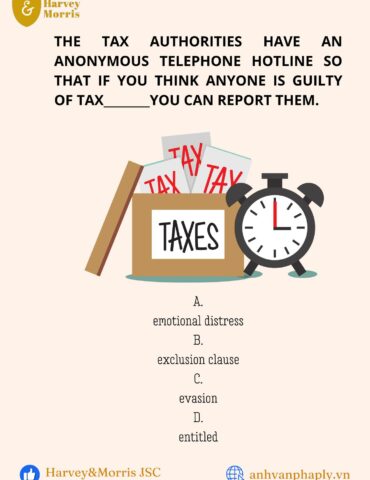 Harvey
Morris
THE TAX AUTHORITIES HAVE AN
ANONYMOUS TELEPHONE HOTLINE SO
THAT IF YOU THINK ANYONE IS GUILTY
OF TAX_______YOU CAN REPORT THEM.
TAX
TAX
TAX
TAXES
A.
emotional distress
B.
exclusion clause
C.
evasion
D.
entitled
Harvey&Morris JSC
anhvanphaply.vn